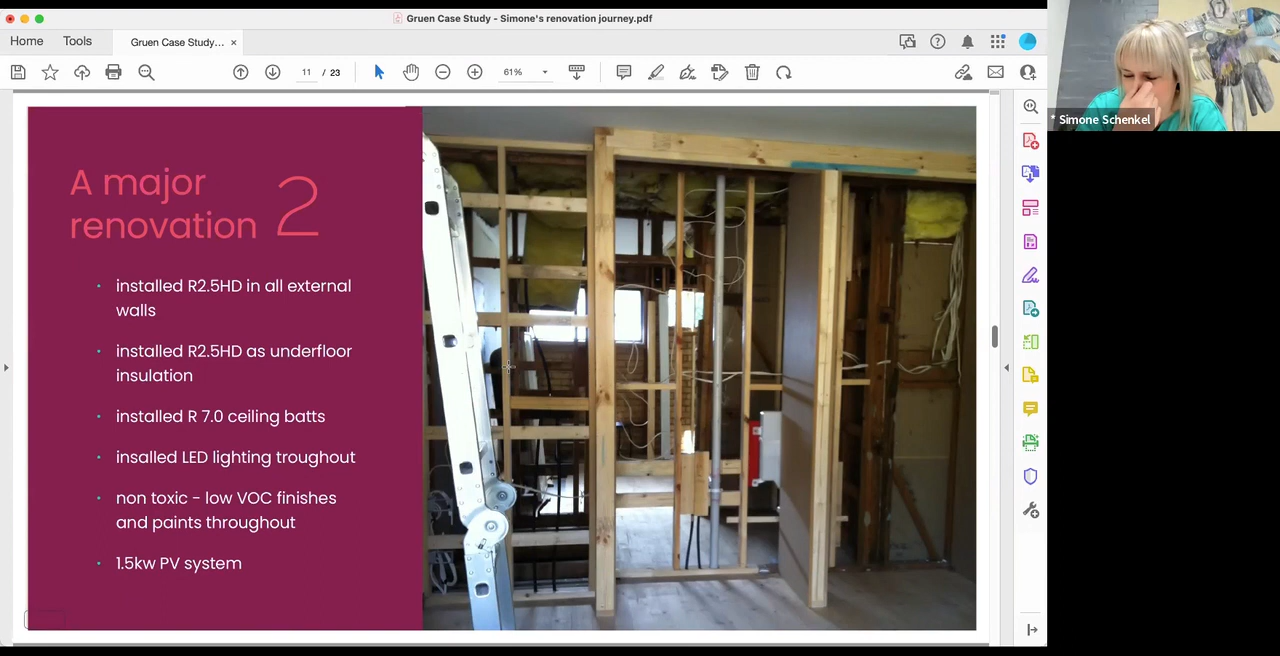 Gruen Case Study - Simone's renovation journey.pdf
Home
Tools
Gruen Case Study... ×
11 / 23
61%
* Simone Schenkel
A major
renovation 2
• installed R2.5HD in all external
walls
• installed R2.5HD as underfloor
insulation
• installed R 7.0 ceiling batts
• insalled LED lighting troughout
• non toxic - low VOC finishes
and paints throughout
• 1.5kw PV system